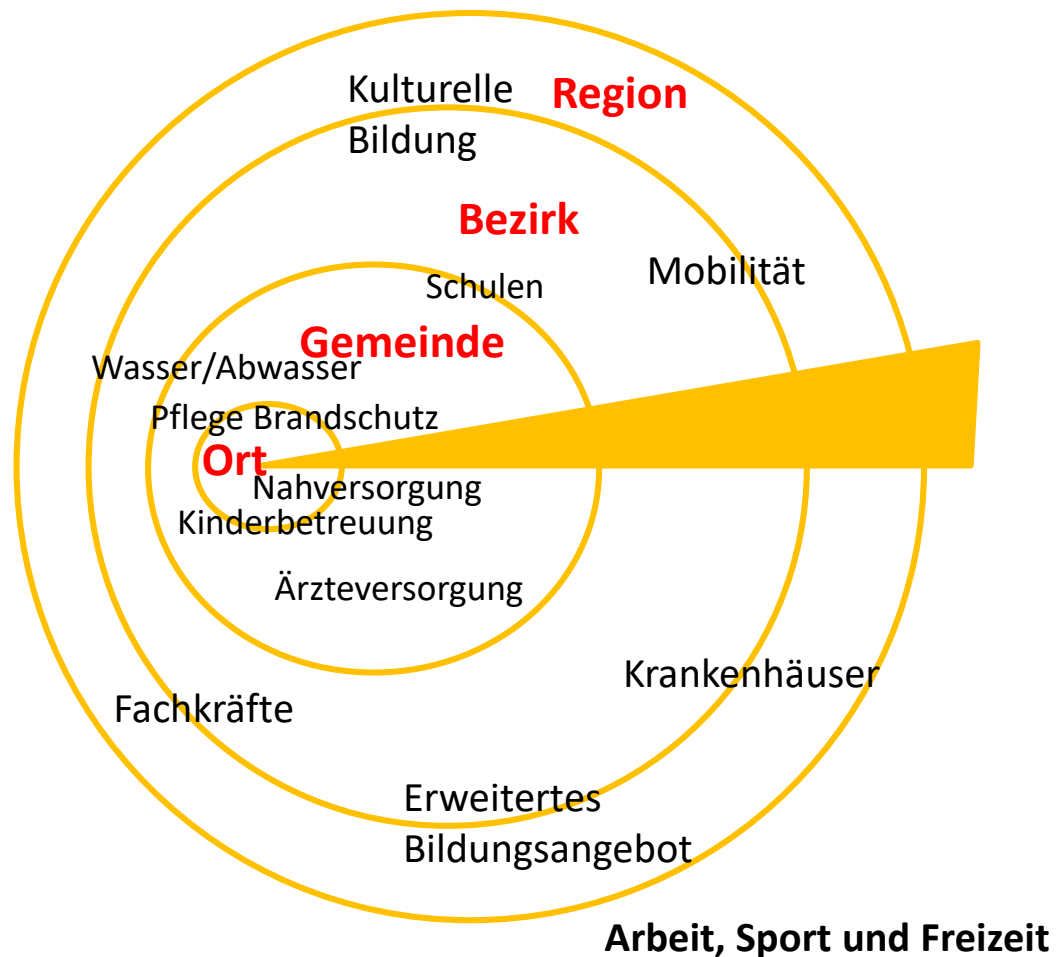 Kulturelle
Bildung
Region
Bezirk
Mobilität
Schulen
Gemeinde
Wasser/Abwasser
Pflege Brandschutz
Ort
Nahversorgung
Kinderbetreuung
Ärzteversorgung
Krankenhäuser
Fachkräfte
Erweitertes
Bildungsangebot
Arbeit, Sport und Freizeit